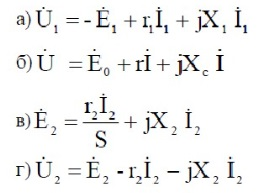 а) U̇₁ = -Ė₁ + r₁İ₁ + jX₁ İ₁
б) U̇ = Ė₀ + rİ + jX꜀ İ
в) Ė₂ = r₂İ₂ / S + jX₂ İ₂
г) U̇₂ = Ė₂ - r₂İ₂ – jX₂ İ₂